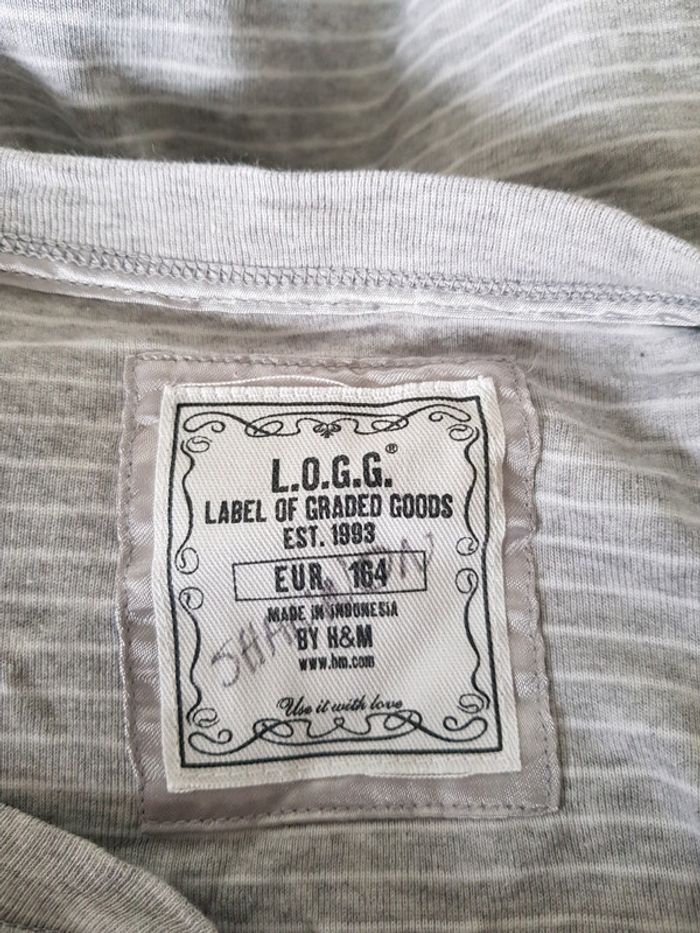 L.O.G.G.®
LABEL OF GRADED GOODS
EST. 1993
EUR 164
MADE IN INDONESIA
BY H&M
www.hm.com
Use it with love
SHANNON